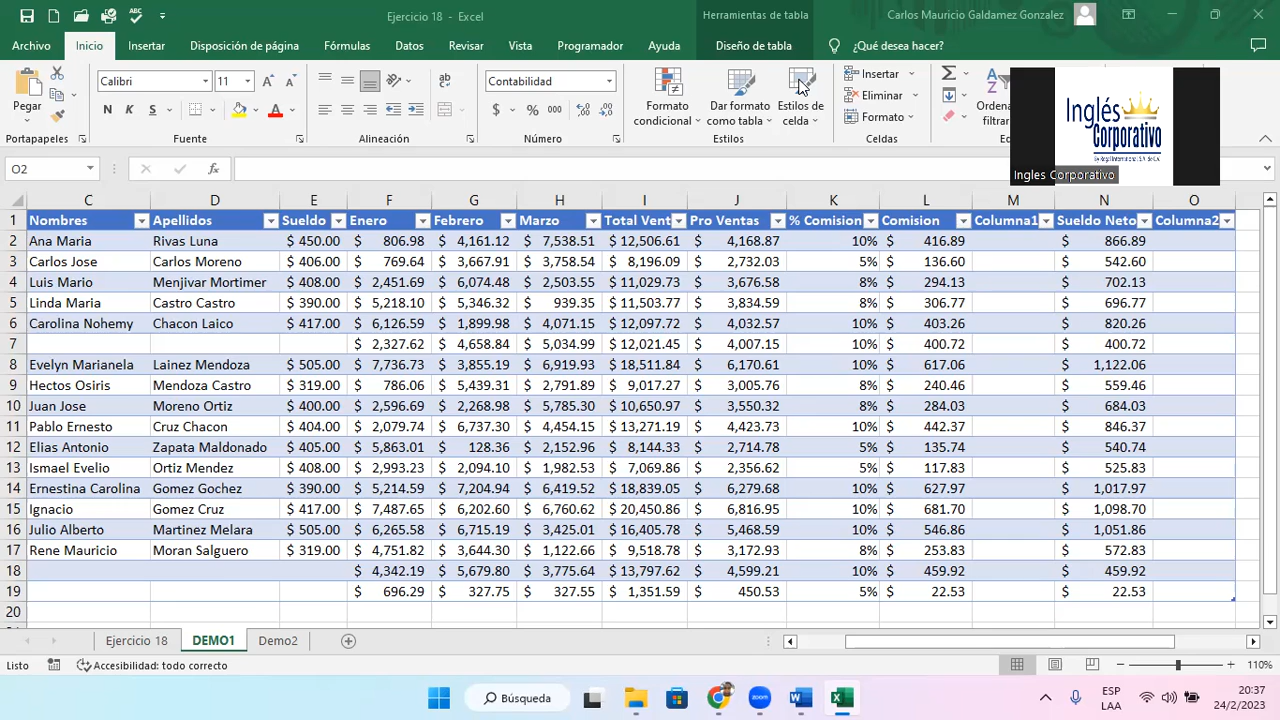 Ejercicio 18 - Excel
Herramientas de tabla
Carlos Mauricio Galdamez Gonzalez
Archivo Inicio Insertar Disposición de página Fórmulas Datos Revisar Vista Programador Ayuda Diseño de tabla ¿Qué desea hacer?
Pegar
Calibri 11
N K S
Contabilidad
$ % 000
Formato condicional
Dar formato como tabla
Estilos de celda
Insertar
Eliminar
Formato
Portapapeles Fuente Alineación Número Estilos Celdas
Inglés
Corporativo
By Regal International, S.A. de C.V.
Ingles Corporativo
O2 fx
C D E F G H I J K L M N O
1 Nombres Apellidos Sueldo Enero Febrero Marzo Total Vent Pro Ventas % Comision Comision Columna1 Sueldo Neto Columna2
2 Ana Maria Rivas Luna $ 450.00 $ 806.98 $ 4,161.12 $ 7,538.51 $ 12,506.61 $ 4,168.87 10% $ 416.89 $ 866.89
3 Carlos Jose Carlos Moreno $ 406.00 $ 769.64 $ 3,667.91 $ 3,758.54 $ 8,196.09 $ 2,732.03 5% $ 136.60 $ 542.60
4 Luis Mario Menjivar Mortimer $ 408.00 $ 2,451.69 $ 6,074.48 $ 2,503.55 $ 11,029.73 $ 3,676.58 8% $ 294.13 $ 702.13
5 Linda Maria Castro Castro $ 390.00 $ 5,218.10 $ 5,346.32 $ 939.35 $ 11,503.77 $ 3,834.59 8% $ 306.77 $ 696.77
6 Carolina Nohemy Chacon Laico $ 417.00 $ 6,126.59 $ 1,899.98 $ 4,071.15 $ 12,097.72 $ 4,032.57 10% $ 403.26 $ 820.26
7 $ 2,327.62 $ 4,658.84 $ 5,034.99 $ 12,021.45 $ 4,007.15 10% $ 400.72 $ 400.72
8 Evelyn Marianela Lainez Mendoza $ 505.00 $ 7,736.73 $ 3,855.19 $ 6,919.93 $ 18,511.84 $ 6,170.61 10% $ 617.06 $ 1,122.06
9 Hectos Osiris Mendoza Castro $ 319.00 $ 786.06 $ 5,439.31 $ 2,791.89 $ 9,017.27 $ 3,005.76 8% $ 240.46 $ 559.46
10 Juan Jose Moreno Ortiz $ 400.00 $ 2,596.69 $ 2,268.98 $ 5,785.30 $ 10,650.97 $ 3,550.32 8% $ 284.03 $ 684.03
11 Pablo Ernesto Cruz Chacon $ 404.00 $ 2,079.74 $ 6,737.30 $ 4,454.15 $ 13,271.19 $ 4,423.73 10% $ 442.37 $ 846.37
12 Elias Antonio Zapata Maldonado $ 405.00 $ 5,863.01 $ 128.36 $ 2,152.96 $ 8,144.33 $ 2,714.78 5% $ 135.74 $ 540.74
13 Ismael Evelio Ortiz Mendez $ 408.00 $ 2,993.23 $ 2,094.10 $ 1,982.53 $ 7,069.86 $ 2,356.62 5% $ 117.83 $ 525.83
14 Ernestina Carolina Gomez Gochez $ 390.00 $ 5,214.59 $ 7,204.94 $ 6,419.52 $ 18,839.05 $ 6,279.68 10% $ 627.97 $ 1,017.97
15 Ignacio Gomez Cruz $ 417.00 $ 7,487.65 $ 6,202.60 $ 6,760.62 $ 20,450.86 $ 6,816.95 10% $ 681.70 $ 1,098.70
16 Julio Alberto Martinez Melara $ 505.00 $ 6,265.58 $ 6,715.19 $ 3,425.01 $ 16,405.78 $ 5,468.59 10% $ 546.86 $ 1,051.86
17 Rene Mauricio Moran Salguero $ 319.00 $ 4,751.82 $ 3,644.30 $ 1,122.66 $ 9,518.78 $ 3,172.93 8% $ 253.83 $ 572.83
18 $ 4,342.19 $ 5,679.80 $ 3,775.64 $ 13,797.62 $ 4,599.21 10% $ 459.92 $ 459.92
19 $ 696.29 $ 327.75 $ 327.55 $ 1,351.59 $ 450.53 5% $ 22.53 $ 22.53
20
Ejercicio 18 DEMO1 Demo2
Listo Accesibilidad: todo correcto 110%
Búsqueda
zoom
ESP
LAA
20:37
24/2/2023